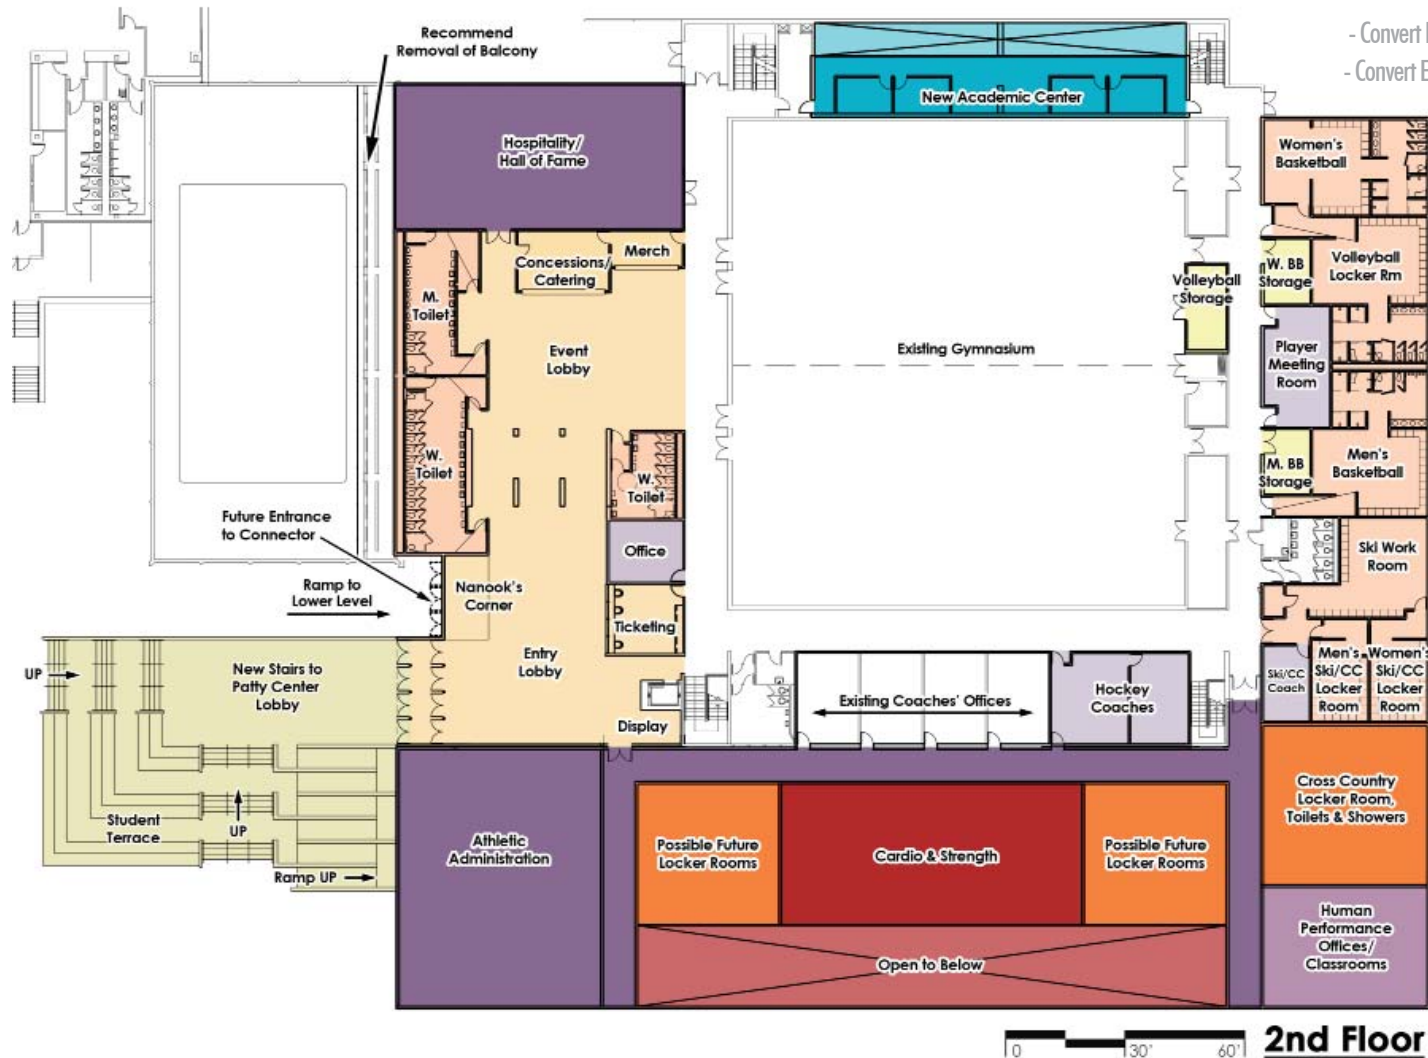 Recommend
Removal of Balcony
- Convert
- Convert
New Academic Center
Hospitality/
Hall of Fame
Women's
Basketball
Concessions/
Catering
Merch
M.
Toilet
Event
Lobby
Volleyball
Storage
W. BB
Storage
Volleyball
Locker Rm
Existing Gymnasium
Player
Meeting
Room
W.
Toilet
W.
Toilet
M. BB
Storage
Men's
Basketball
Future Entrance
to Connector
Office
Ski Work
Room
Ramp to
Lower Level
Nanook's
Corner
Ticketing
UP
New Stairs to
Patty Center
Lobby
Entry
Lobby
Display
Existing Coaches' Offices
Hockey
Coaches
Ski/CC
Coach
Men's
Ski/CC
Locker
Room
Women's
Ski/CC
Locker
Room
Student
Terrace
UP
Ramp UP
Athletic
Administration
Possible Future
Locker Rooms
Cardio & Strength
Possible Future
Locker Rooms
Cross Country
Locker Room,
Toilets & Showers
Open to Below
Human
Performance
Offices/
Classrooms
0 30' 60'
2nd Floor